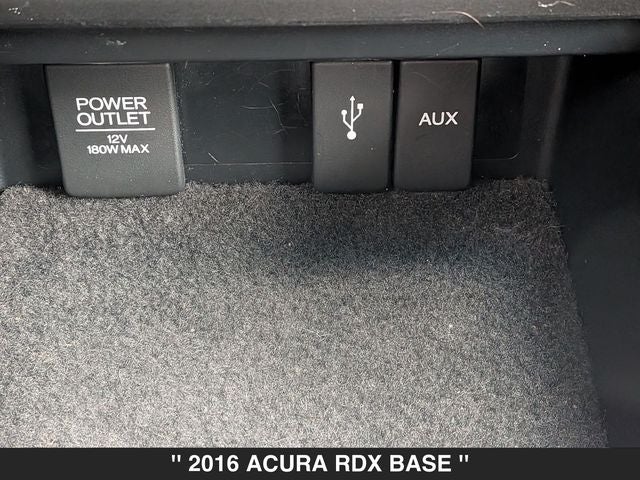 POWER
OUTLET
12V
180W MAX
AUX
" 2016 ACURA RDX BASE "